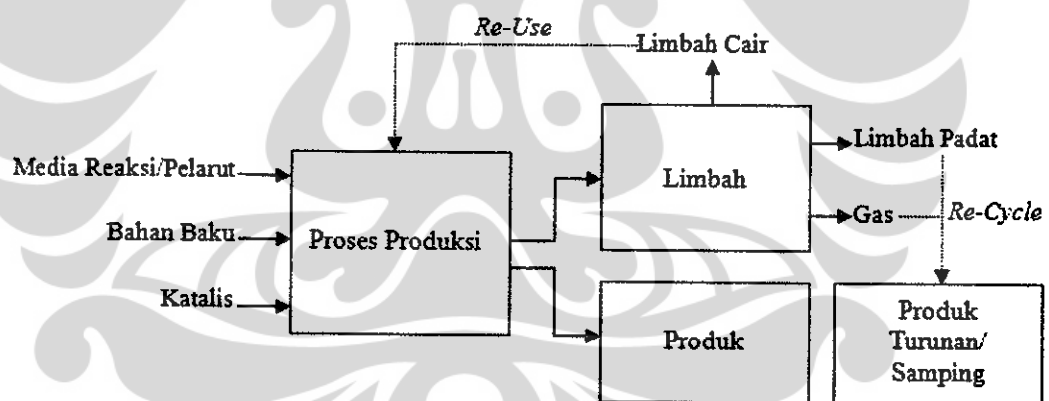 Re-Use
Limbah Cair
Media Reaksi/Pelarut
Bahan Baku
Katalis
Proses Produksi
Limbah
Limbah Padat
Gas
Re-Cycle
Produk
Produk
Turunan/
Samping